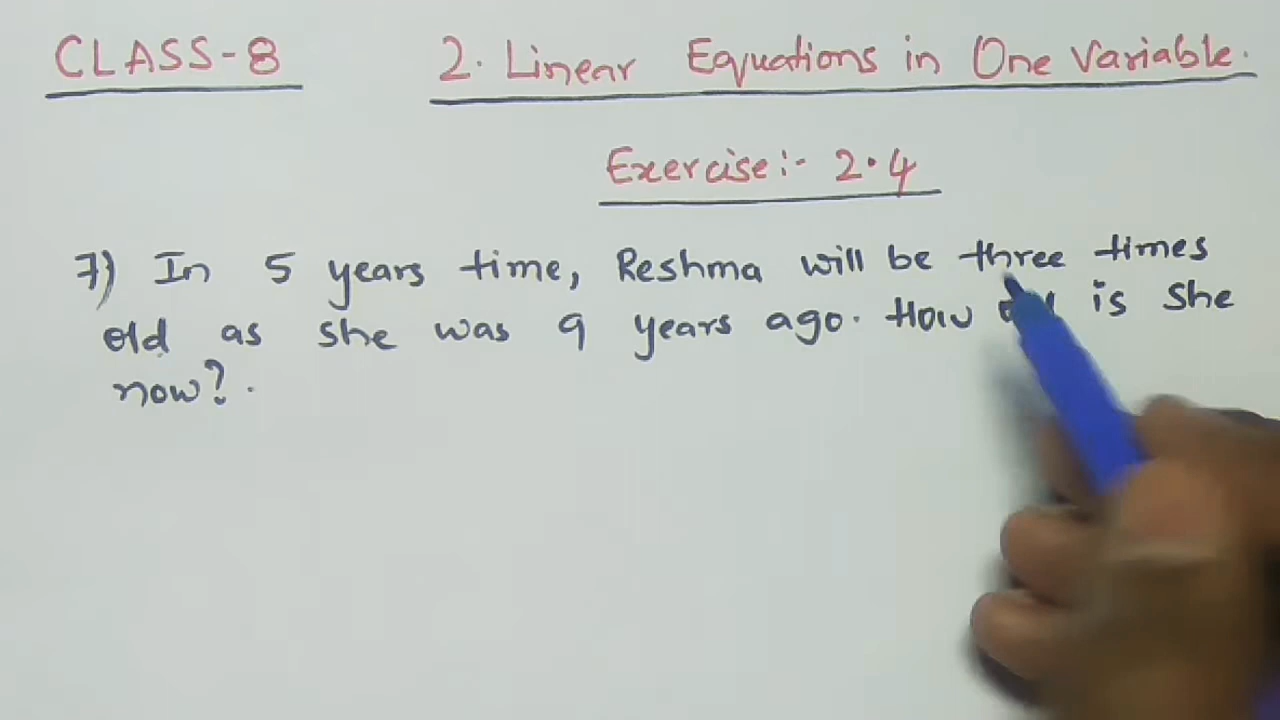 CLASS-8
2. Linear Equations in One Variable.
Exercise:- 2.4
7) In 5 years time, Reshma will be three times
old as she was 9 years ago. How is she
now?.